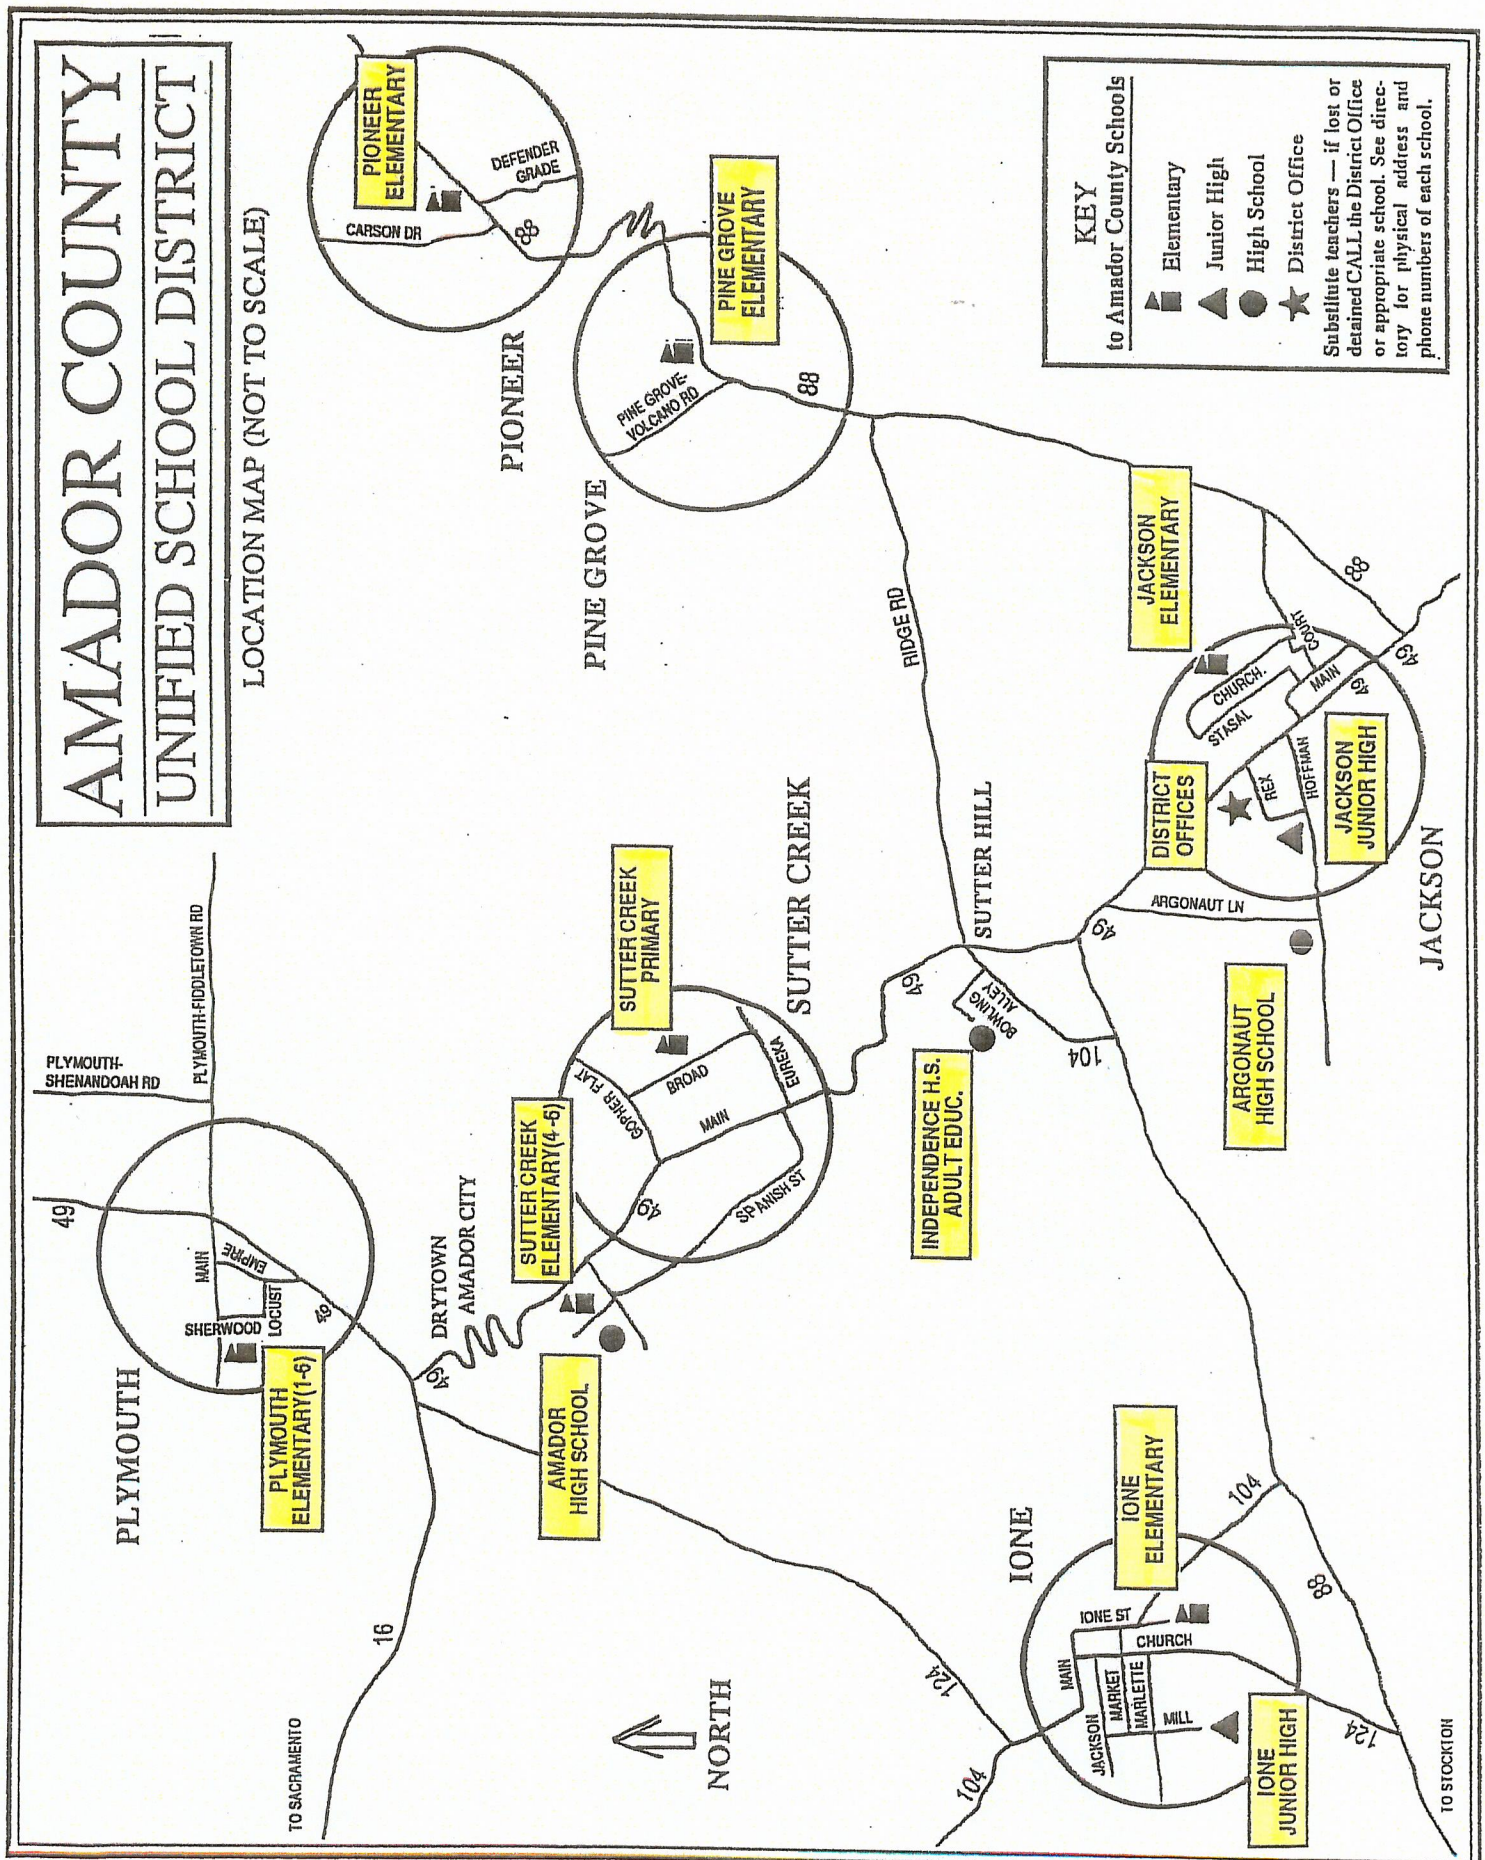 AMADOR COUNTY
UNIFIED SCHOOL DISTRICT
LOCATION MAP (NOT TO SCALE)
PLYMOUTH-
SHENANDOAH RD
PLYMOUTH-FIDDLETOWN RD
49
PLYMOUTH
MAIN
EMPIRE
SHERWOOD
LOCUST
49
PLYMOUTH
ELEMENTARY(1-6)
TO SACRAMENTO
16
49
DRYTOWN
AMADOR CITY
AMADOR
HIGH SCHOOL
SUTTER CREEK
ELEMENTARY(4-6)
SUTTER CREEK
PRIMARY
GOPHER FLAT
BROAD
MAIN
EUREKA
49
SPANISH ST
SUTTER CREEK
PIONEER
ELEMENTARY
CARSON DR
DEFENDER
GRADE
88
PIONEER
PINE GROVE
ELEMENTARY
PINE GROVE-
VOLCANO RD
88
PINE GROVE
RIDGE RD
49
SUTTER HILL
BOWLING
ALLEY
104
INDEPENDENCE H.S.
ADULT EDUC.
49
ARGONAUT LN
ARGONAUT
HIGH SCHOOL
DISTRICT
OFFICES
JACKSON
ELEMENTARY
CHURCH
STASAL
COURT
MAIN
49
REX
HOFFMAN
JACKSON
JUNIOR HIGH
88
49
JACKSON
NORTH
124
104
IONE
IONE
ELEMENTARY
104
IONE ST
MAIN
CHURCH
JACKSON
MARKET
MARLETTE
MILL
IONE
JUNIOR HIGH
124
88
TO STOCKTON
KEY
to Amador County Schools
Elementary
Junior High
High School
District Office
Substitute teachers — if lost or
detained CALL the District Office
or appropriate school. See direc-
tory for physical address and
phone numbers of each school.